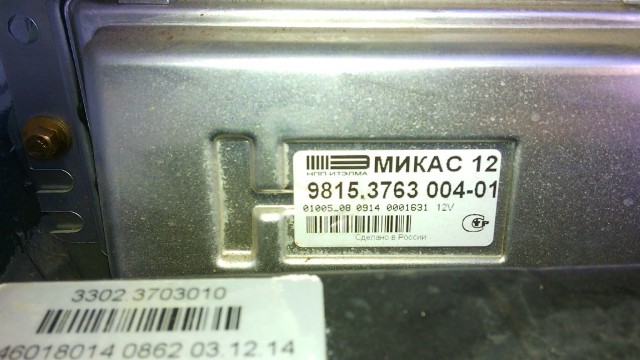 НПП ИТЭЛМА
МИКАС 12
9815.3763 004-01
01005_08 0914 0001631 12V
Сделано в России
3302.3703010
46018014 0862 03.12.14